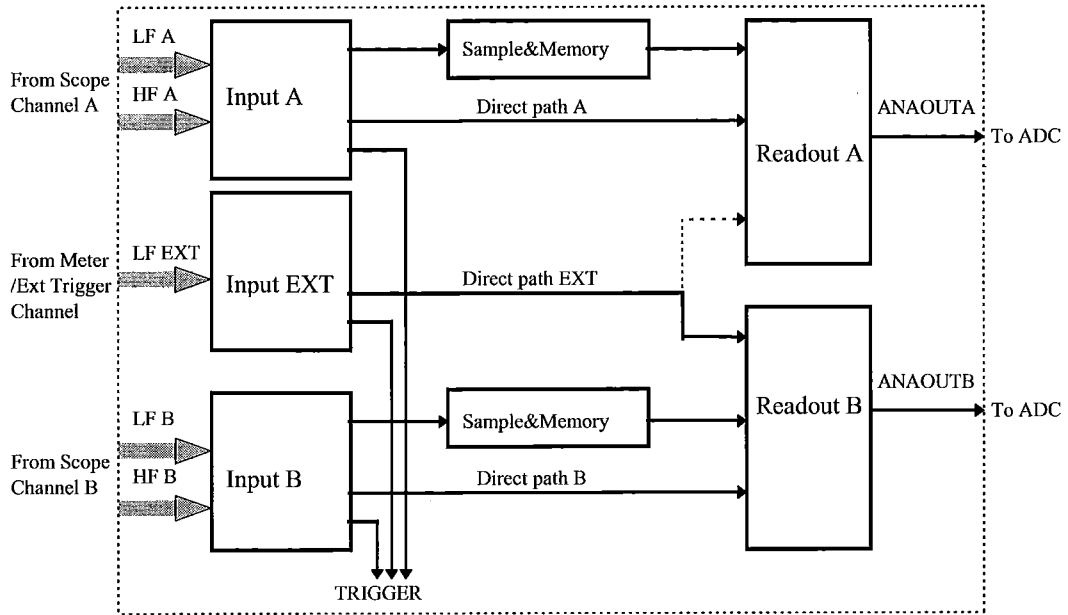 LF A
From Scope
Channel A
HF A
Input A
Sample&Memory
Direct path A
Readout A
ANAOUTA
To ADC
From Meter
/Ext Trigger
Channel
LF EXT
Input EXT
Direct path EXT
LF B
From Scope
Channel B
HF B
Input B
Sample&Memory
Direct path B
Readout B
ANAOUTB
To ADC
TRIGGER